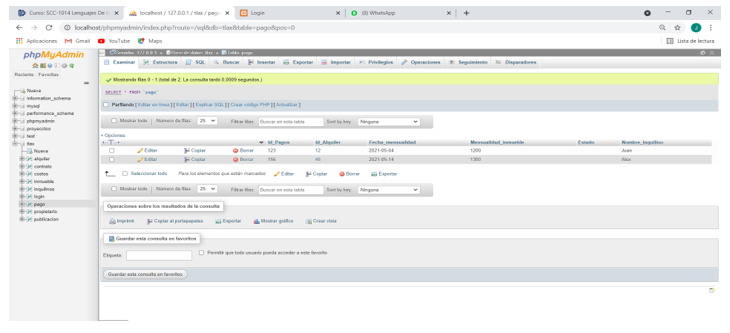 Curso: SCC-1014 Lenguajes De I
localhost / 127.0.0.1 / tlax / pago
Login
(8) WhatsApp
localhost/phpmyadmin/index.php?route=/sql&db=tlax&table=pago&pos=0
Aplicaciones
Gmail
YouTube
Maps
Lista de lectura
phpMyAdmin
Reciente Favoritas
Nueva
information_schema
mysql
performance_schema
phpmyadmin
proyecctos
test
tlax
Nueva
alquiler
contrato
costos
inmueble
inquilinos
login
pago
propietario
publicacion
Servidor: 127.0.0.1 » Base de datos: tlax » Tabla: pago
Examinar Estructura SQL Buscar Insertar Exportar Importar Privilegios Operaciones Seguimiento Disparadores
Mostrando filas 0 - 1 (total de 2, La consulta tardó 0,0009 segundos.)
SELECT * FROM `pago`
Perfilando [ Editar en línea ] [ Editar ] [ Explicar SQL ] [ Crear código PHP ] [ Actualizar ]
Mostrar todo | Número de filas: 25 Filtrar filas: Buscar en esta tabla Sort by key: Ninguna
+ Opciones
Id_Pagos Id_Alquiler Fecha_mensualidad Mensualidad_inmueble Estado Nombre_Inquilino
Editar Copiar Borrar 123 12 2021-05-04 1200 Juan
Editar Copiar Borrar 156 45 2021-05-14 1300 Alex
Seleccionar todo Para los elementos que están marcados: Editar Copiar Borrar Exportar
Mostrar todo | Número de filas: 25 Filtrar filas: Buscar en esta tabla Sort by key: Ninguna
Operaciones sobre los resultados de la consulta
Imprimir Copiar al portapapeles Exportar Mostrar gráfico Crear vista
Guardar esta consulta en favoritos
Etiqueta: Permitir que todo usuario pueda acceder a este favorito
Guardar esta consulta en favoritos